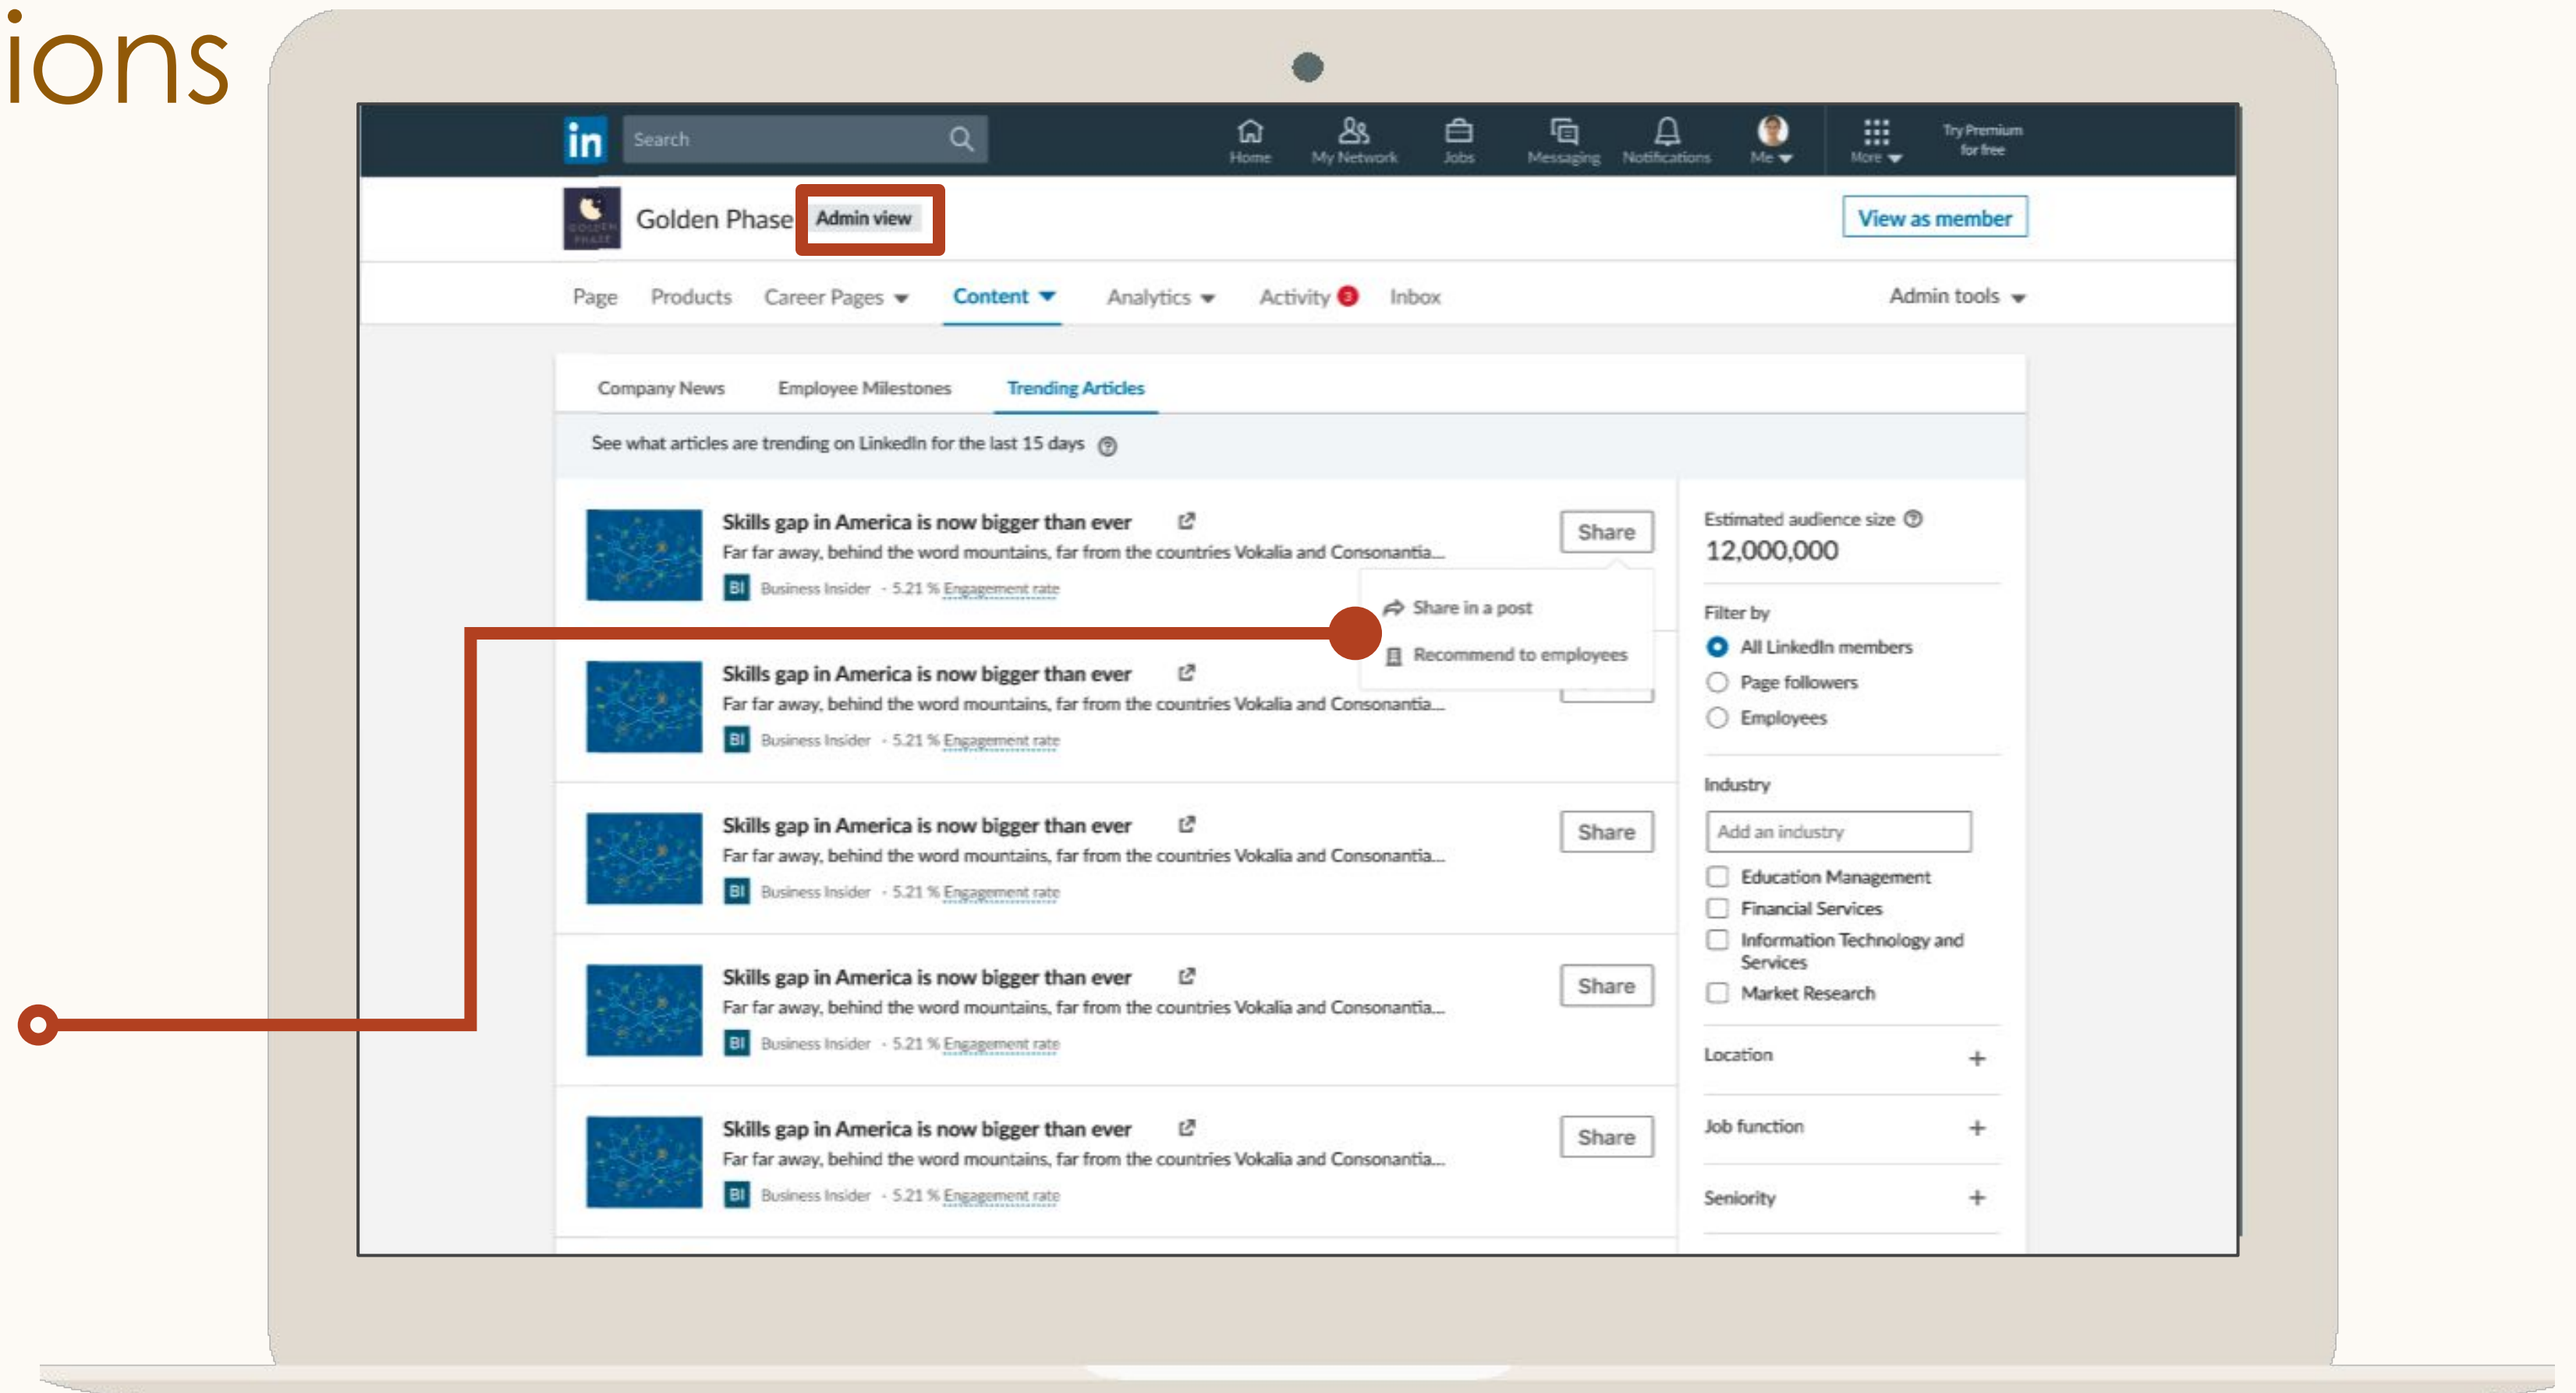 ions
in Search
Home My Network Jobs Messaging Notifications Me More Try Premium
for free
GOLDEN
PHASE
Golden Phase Admin view View as member
Page Products Career Pages Content Analytics Activity 3 Inbox Admin tools
Company News Employee Milestones Trending Articles
See what articles are trending on LinkedIn for the last 15 days
Skills gap in America is now bigger than ever
Far far away, behind the word mountains, far from the countries Vokalia and Consonantia...
BI Business Insider - 5.21 % Engagement rate
Share
Share in a post
Recommend to employees
Skills gap in America is now bigger than ever
Far far away, behind the word mountains, far from the countries Vokalia and Consonantia...
BI Business Insider - 5.21 % Engagement rate
Skills gap in America is now bigger than ever
Far far away, behind the word mountains, far from the countries Vokalia and Consonantia...
BI Business Insider - 5.21 % Engagement rate
Share
Skills gap in America is now bigger than ever
Far far away, behind the word mountains, far from the countries Vokalia and Consonantia...
BI Business Insider - 5.21 % Engagement rate
Share
Skills gap in America is now bigger than ever
Far far away, behind the word mountains, far from the countries Vokalia and Consonantia...
BI Business Insider - 5.21 % Engagement rate
Share
Estimated audience size
12,000,000
Filter by
All LinkedIn members
Page followers
Employees
Industry
Add an industry
Education Management
Financial Services
Information Technology and
Services
Market Research
Location +
Job function +
Seniority +